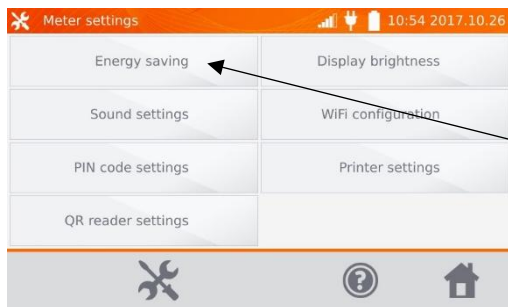 Meter settings 10:54 2017.10.26
Energy saving Display brightness
Sound settings WiFi configuration
PIN code settings Printer settings
QR reader settings
?